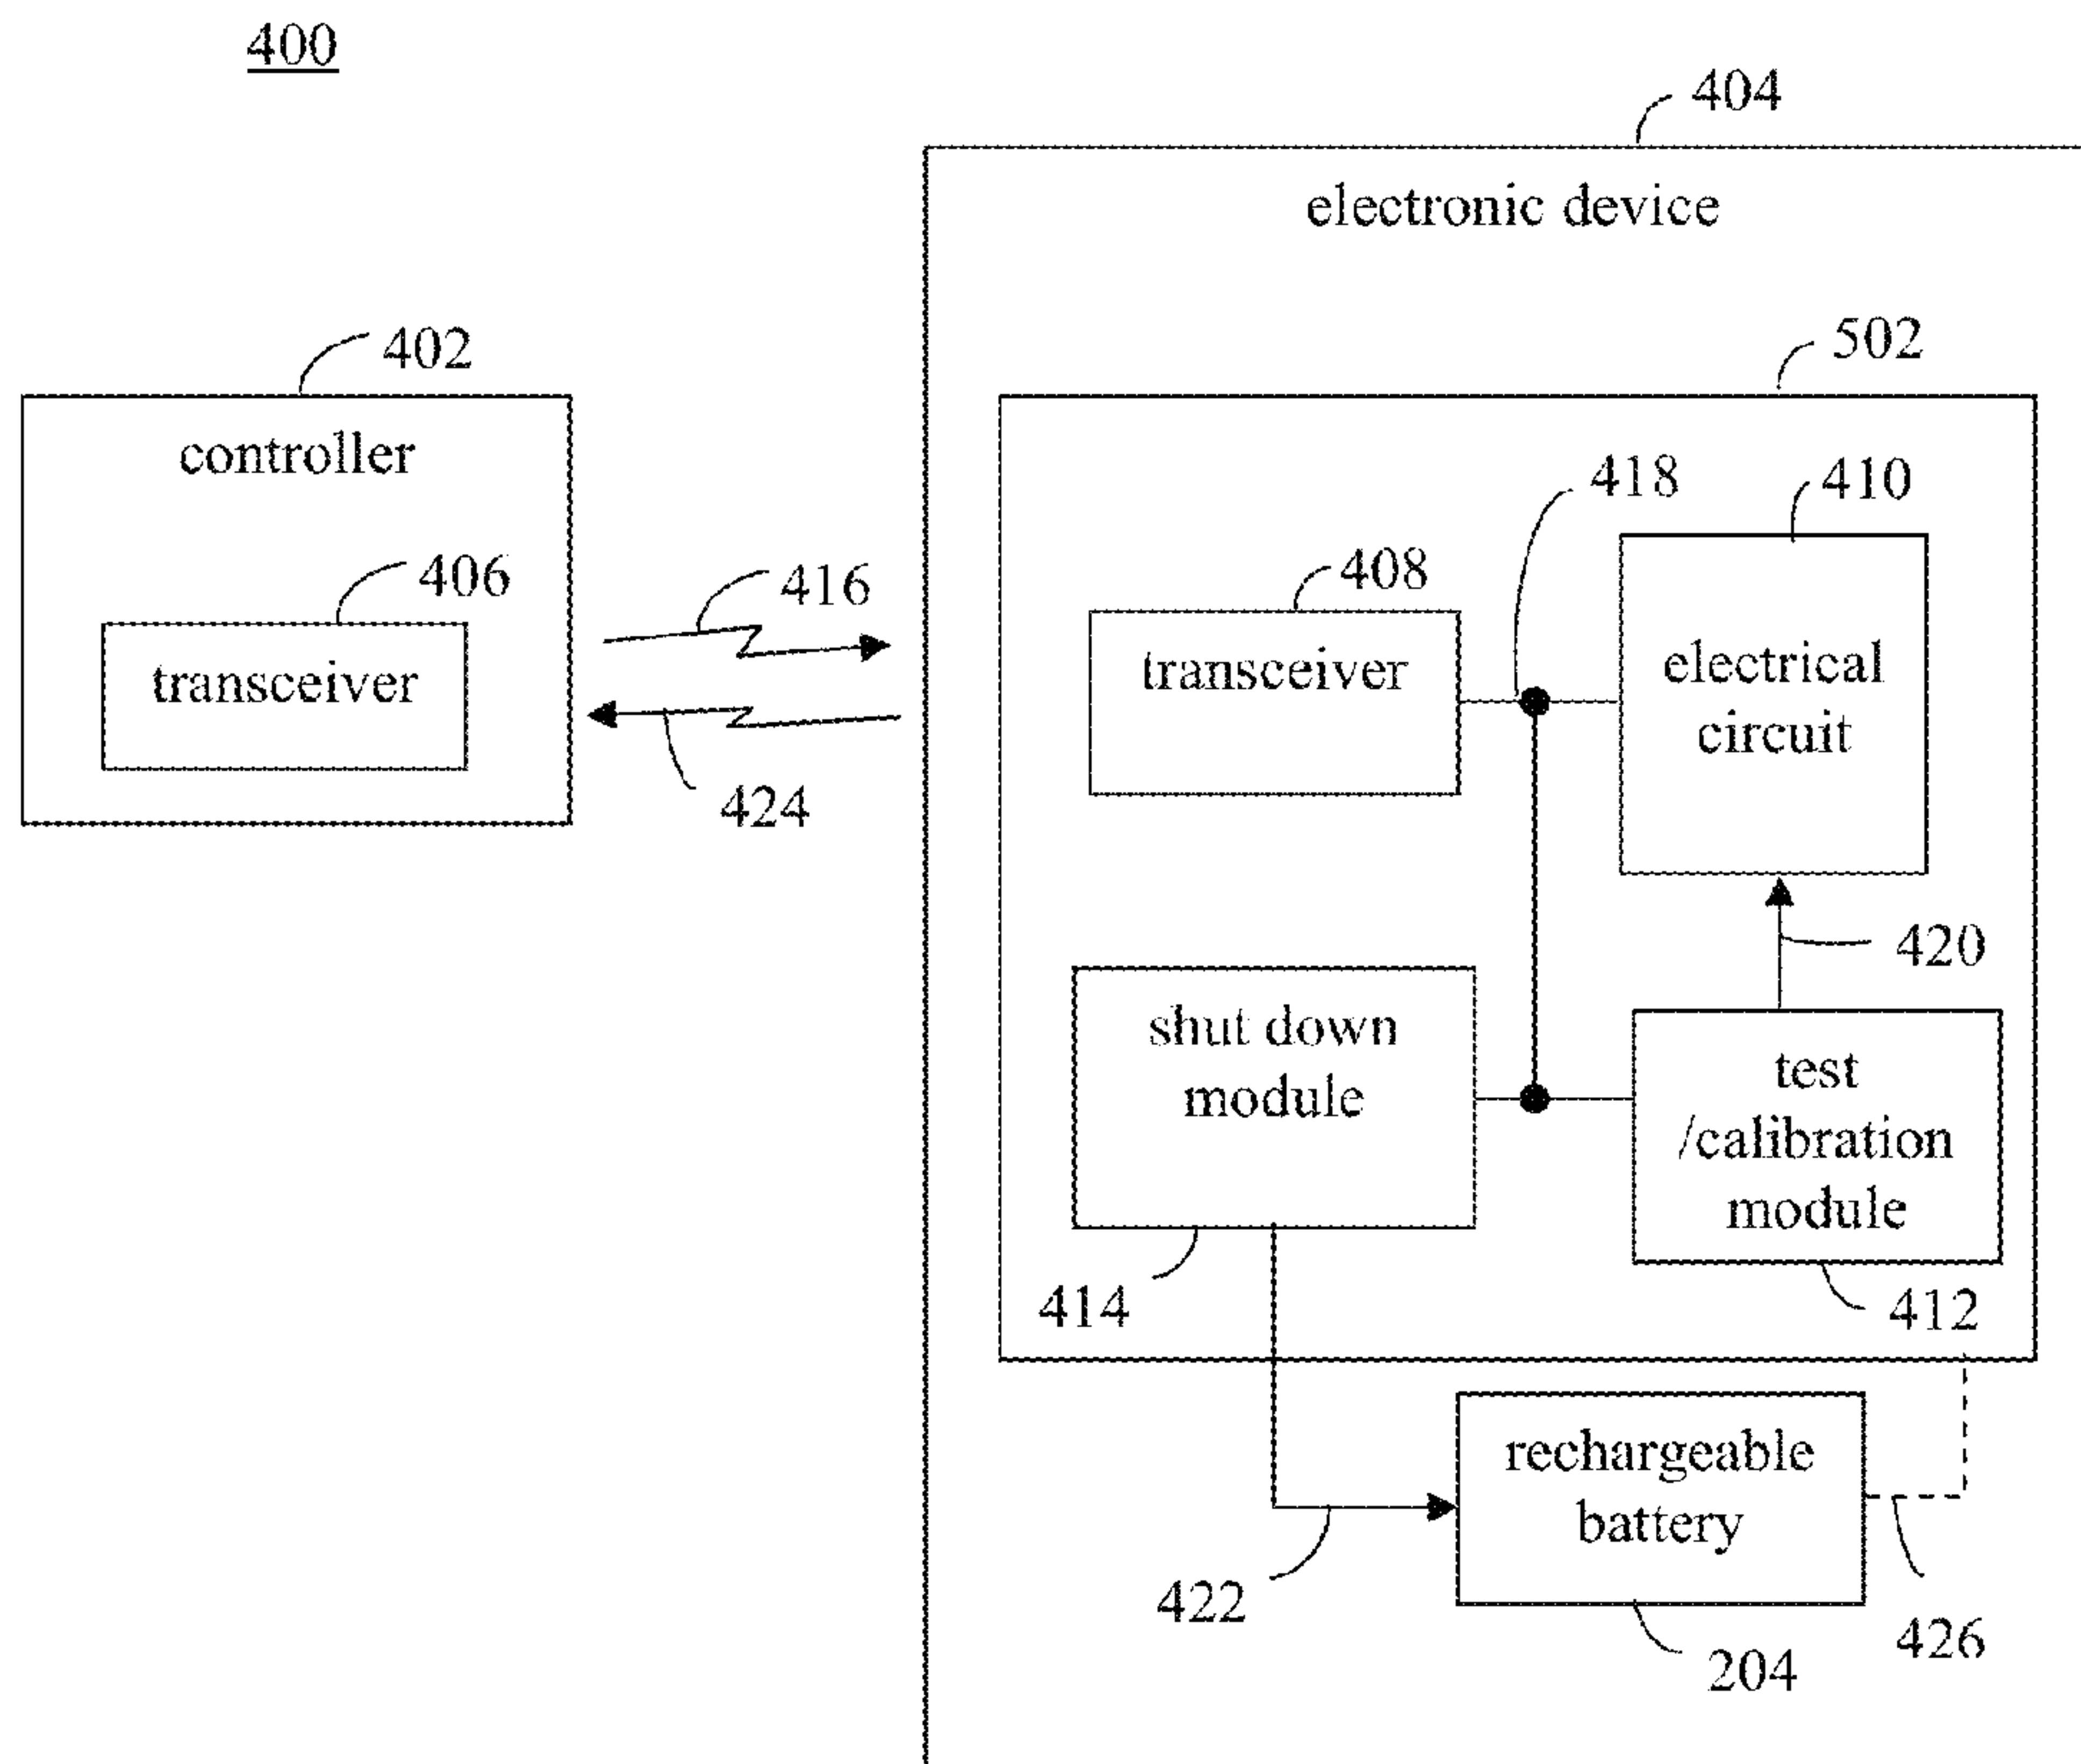 400
404
electronic device
402
controller
406
transceiver
416
424
502
418
410
408
transceiver
electrical
circuit
420
shut down
module
test
/calibration
module
414
412
rechargeable
battery
422
426
204